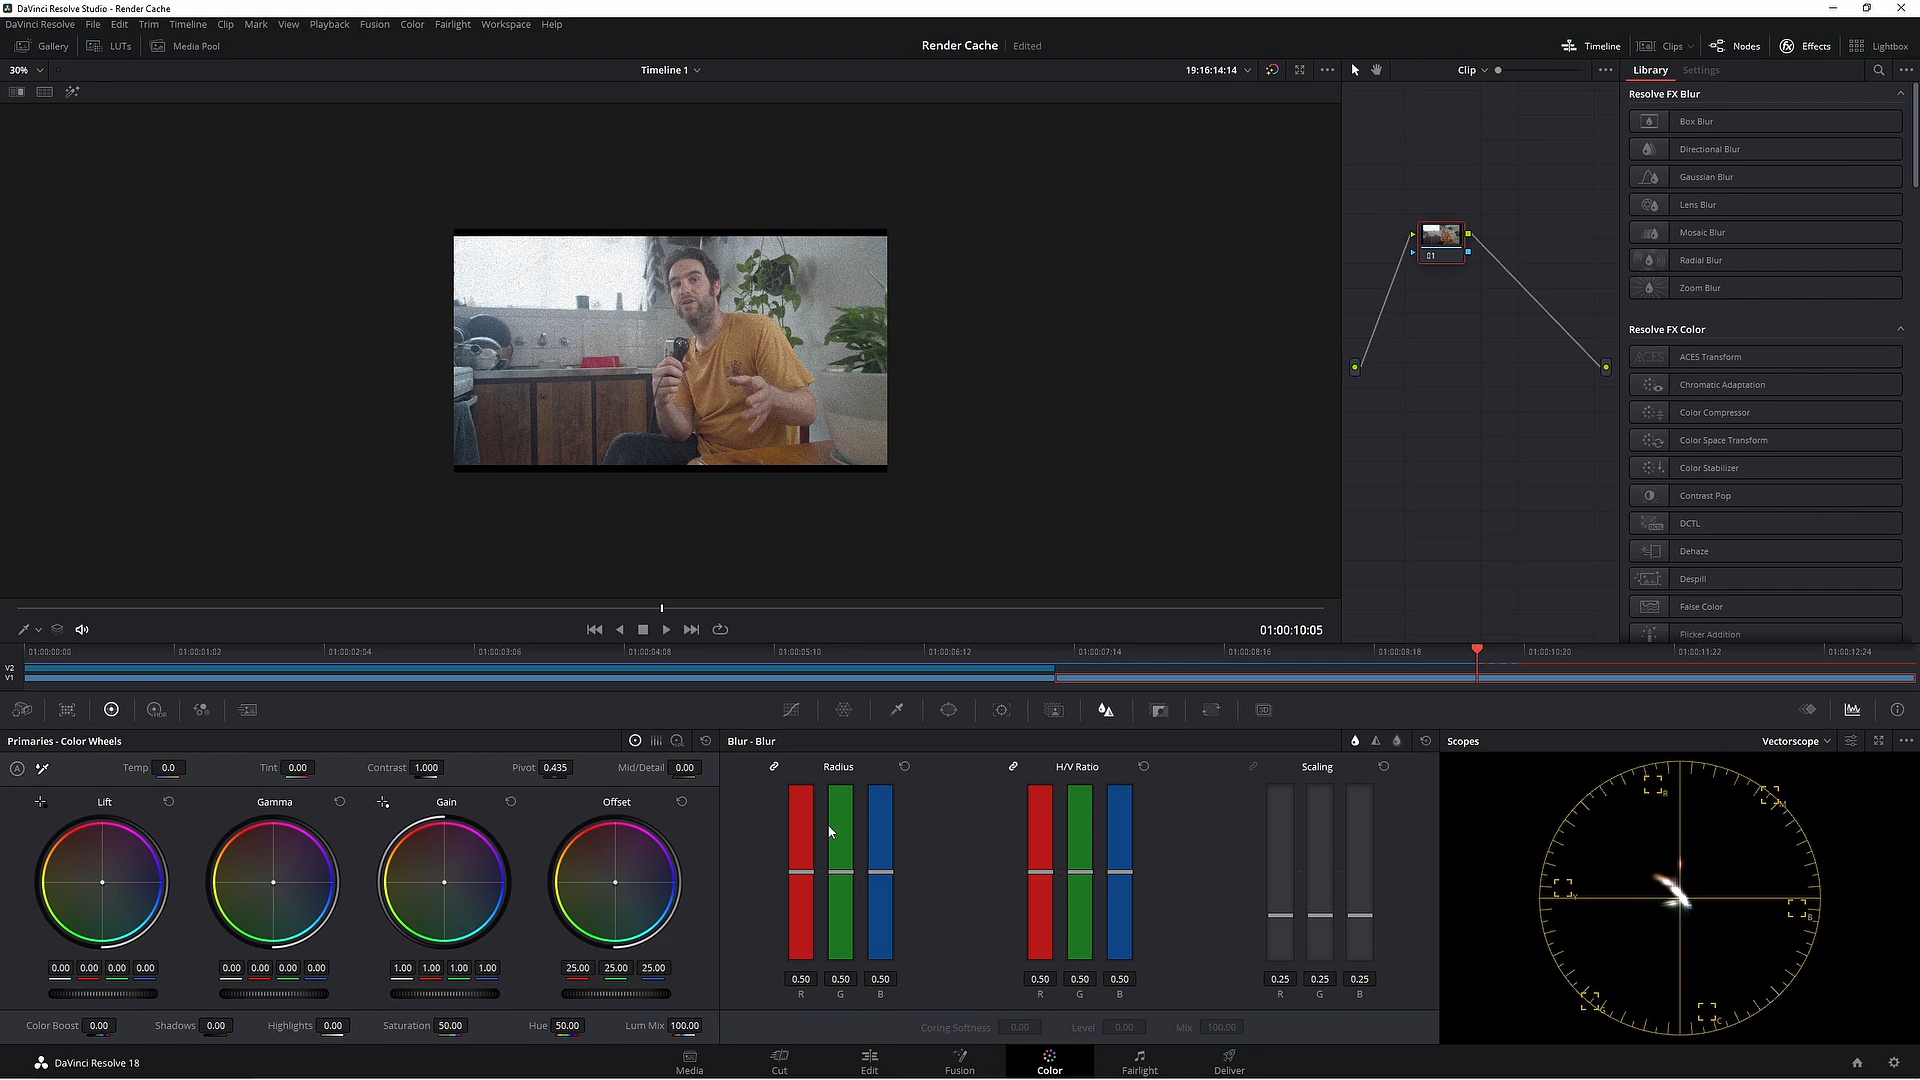 DaVinci Resolve Studio - Render Cache
DaVinci Resolve File Edit Trim Timeline Clip Mark View Playback Fusion Color Fairlight Workspace Help
Gallery LUTs Media Pool Render Cache Edited Timeline Clips Nodes Effects Lightbox
30% Timeline 1 19:16:14:14 Clip Library Settings
Resolve FX Blur
Box Blur
Directional Blur
Gaussian Blur
Lens Blur
Mosaic Blur
Radial Blur
Zoom Blur
01
Resolve FX Color
ACES Transform
Chromatic Adaptation
Color Compressor
Color Space Transform
Color Stabilizer
Contrast Pop
DCTL
Dehaze
Despill
False Color
Flicker Addition
01:00:10:05
01:00:00:00 01:00:01:02 01:00:02:04 01:00:03:06 01:00:04:08 01:00:05:10 01:00:06:12 01:00:07:14 01:00:08:16 01:00:09:18 01:00:10:20 01:00:11:22 01:00:12:24
V2
V1
HDR 3D
Primaries - Color Wheels Blur - Blur Scopes Vectorscope
A Temp 0.0 Tint 0.00 Contrast 1.000 Pivot 0.435 Mid/Detail 0.00 Radius H/V Ratio Scaling
Lift Gamma Gain Offset
R M
Y B
G C
0.00 0.00 0.00 0.00 0.00 0.00 0.00 0.00 1.00 1.00 1.00 1.00 25.00 25.00 25.00 0.50 0.50 0.50 0.50 0.50 0.50 0.25 0.25 0.25
R G B R G B R G B
Color Boost 0.00 Shadows 0.00 Highlights 0.00 Saturation 50.00 Hue 50.00 Lum Mix 100.00 Coring Softness 0.00 Level 0.00 Mix 100.00
DaVinci Resolve 18 Media Cut Edit Fusion Color Fairlight Deliver